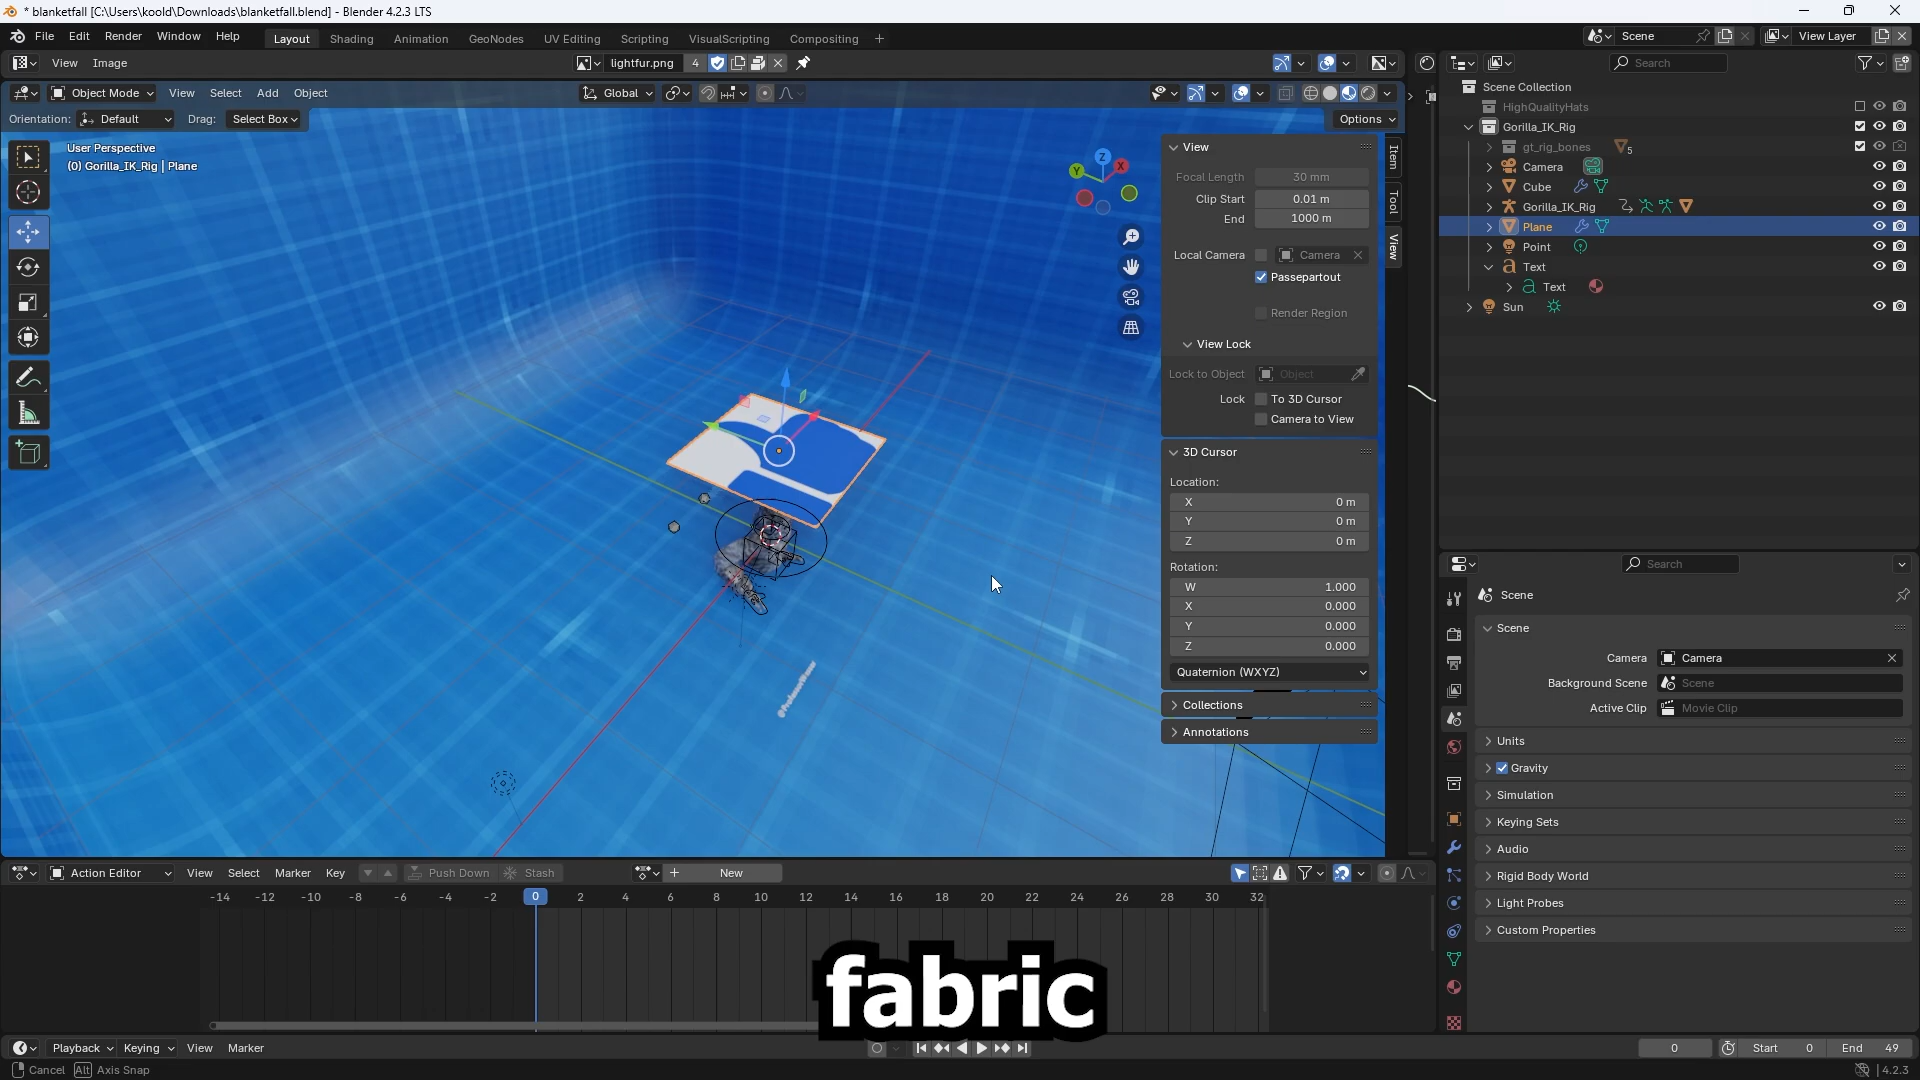 * blanketfall [C:\Users\koold\Downloads\blanketfall.blend] - Blender 4.2.3 LTS
File Edit Render Window Help Layout Shading Animation GeoNodes UV Editing Scripting VisualScripting Compositing + Scene View Layer
View Image lightfur.png 4 Search
Object Mode View Select Add Object Global
Orientation: Default Drag: Select Box Options
User Perspective
(0) Gorilla_IK_Rig | Plane
Z
Y
X
View
Focal Length 30 mm
Clip Start 0.01 m
End 1000 m
Local Camera Camera
Passepartout
Render Region
View Lock
Lock to Object Object
Lock To 3D Cursor
Camera to View
3D Cursor
Location:
X 0 m
Y 0 m
Z 0 m
Rotation:
W 1.000
X 0.000
Y 0.000
Z 0.000
Quaternion (WXYZ)
Collections
Annotations
Item
Tool
View
Scene Collection
HighQualityHats
Gorilla_IK_Rig
gt_rig_bones 5
Camera
Cube
Gorilla_IK_Rig
Plane
Point
Text
Text
Sun
Search
Scene
Scene
Camera Camera
Background Scene Scene
Active Clip Movie Clip
Units
Gravity
Simulation
Keying Sets
Audio
Rigid Body World
Light Probes
Custom Properties
Action Editor View Select Marker Key Push Down Stash New
-14 -12 -10 -8 -6 -4 -2 0 2 4 6 8 10 12 14 16 18 20 22 24 26 28 30 32
fabric
Playback Keying View Marker 0 Start 0 End 49
Cancel Alt Axis Snap 4.2.3